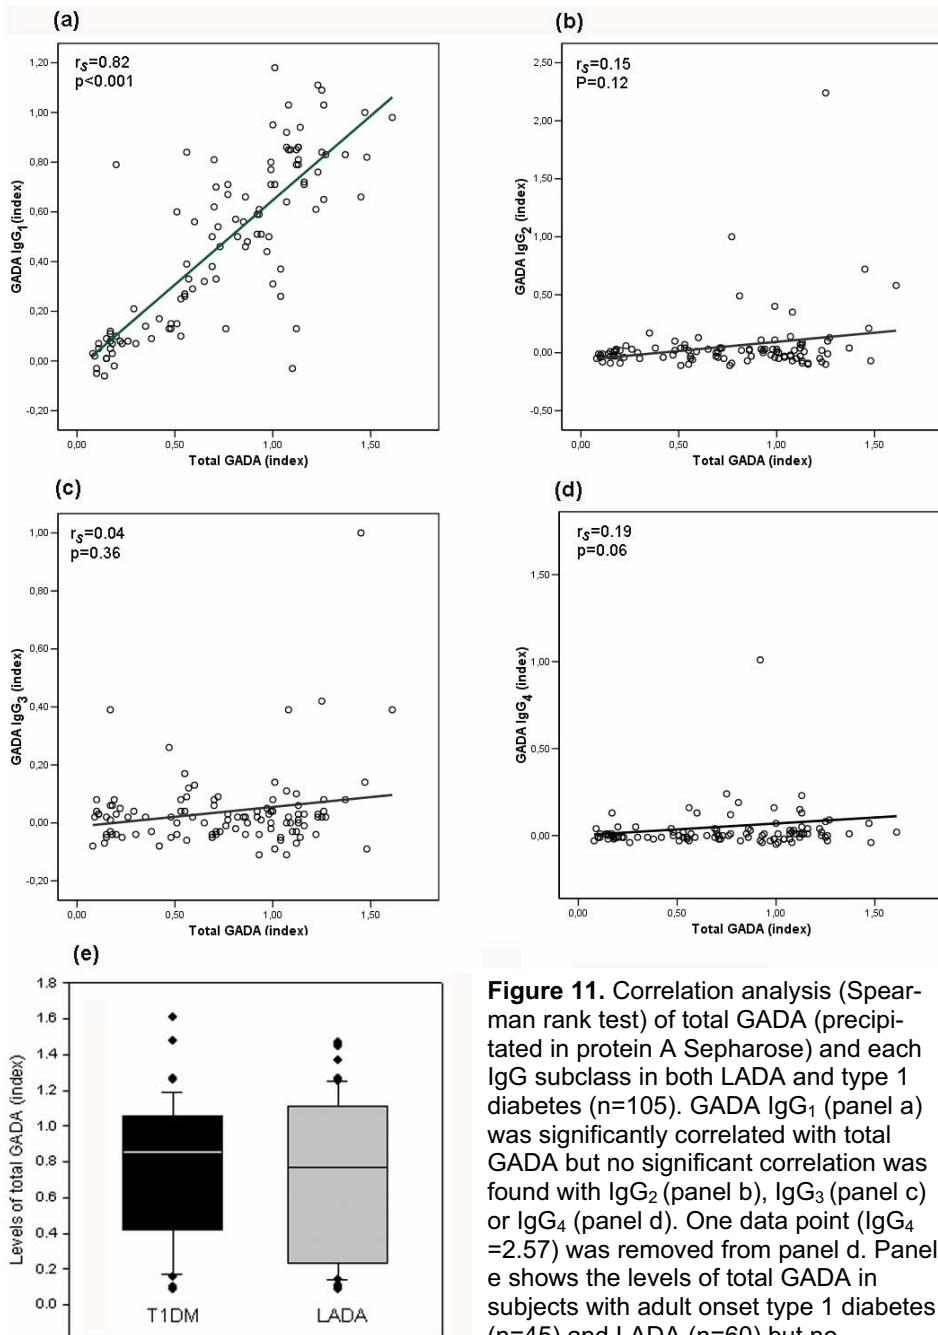 (a)
r_s=0.82
p<0.001
1,20
1,00
0,80
0,60
0,40
0,20
0,00
-0,20
GADA IgG₁(index)
0,00 0,50 1,00 1,50
Total GADA (index)
(b)
r_s=0.15
P=0.12
2,50
2,00
1,50
1,00
0,50
0,00
-0,50
GADA IgG₂ (index)
0,00 0,50 1,00 1,50
Total GADA (index)
(c)
r_s=0.04
p=0.36
1,00
0,80
0,60
0,40
0,20
0,00
-0,20
GADA IgG₃ (index)
0,00 0,50 1,00 1,50
Total GADA (index)
(d)
r_s=0.19
p=0.06
1,50
1,00
0,50
0,00
GADA IgG₄ (index)
0,00 0,50 1,00 1,50
Total GADA (index)
(e)
1.8
1.6
1.4
1.2
1.0
0.8
0.6
0.4
0.2
0.0
Levels of total GADA (index)
T1DM LADA
Figure 11. Correlation analysis (Spear-
man rank test) of total GADA (precipi-
tated in protein A Sepharose) and each
IgG subclass in both LADA and type 1
diabetes (n=105). GADA IgG₁ (panel a)
was significantly correlated with total
GADA but no significant correlation was
found with IgG₂ (panel b), IgG₃ (panel c)
or IgG₄ (panel d). One data point (IgG₄
=2.57) was removed from panel d. Panel
e shows the levels of total GADA in
subjects with adult onset type 1 diabetes
(n=45) and LADA (n=60) but no